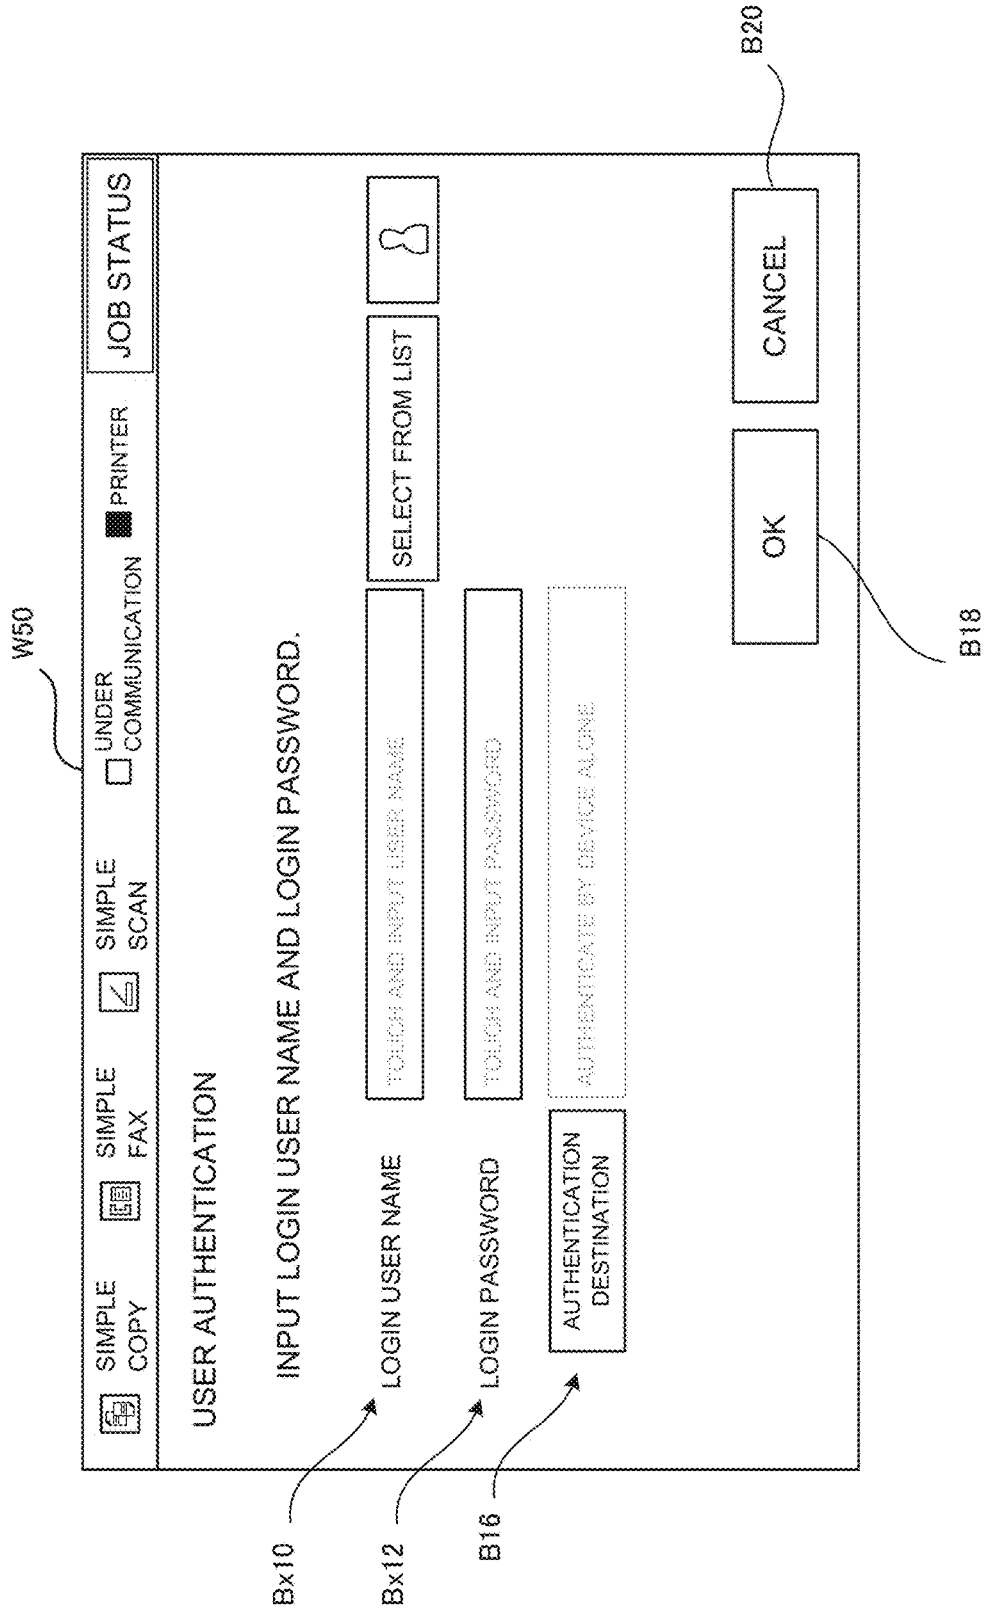 W50
SIMPLE
COPY
SIMPLE
FAX
SIMPLE
SCAN
UNDER
COMMUNICATION
PRINTER
JOB STATUS
USER AUTHENTICATION
INPUT LOGIN USER NAME AND LOGIN PASSWORD.
Bx10
LOGIN USER NAME
TOUCH AND INPUT USER NAME
SELECT FROM LIST
Bx12
LOGIN PASSWORD
TOUCH AND INPUT PASSWORD
B16
AUTHENTICATION
DESTINATION
AUTHENTICATE BY DEVICE ALONE
OK
CANCEL
B18
B20